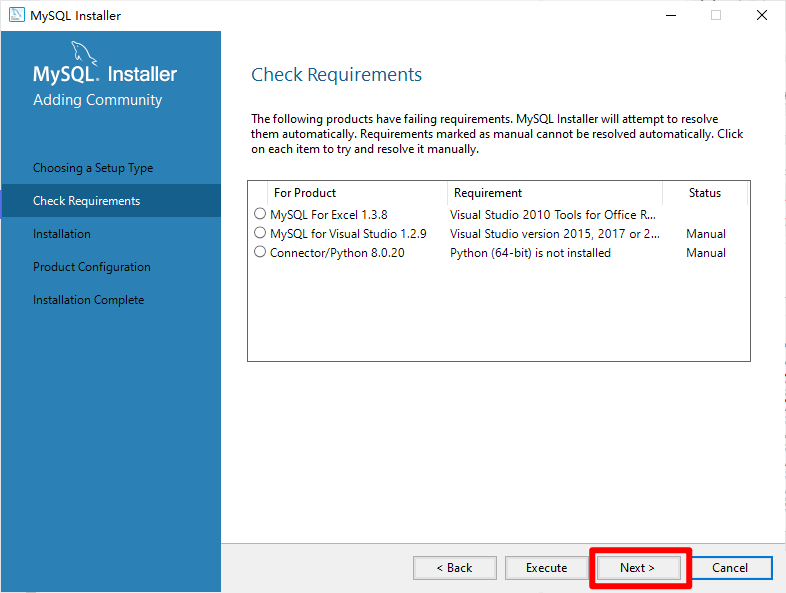 MySQL Installer
MySQL. Installer
Adding Community
Choosing a Setup Type
Check Requirements
Installation
Product Configuration
Installation Complete
Check Requirements
The following products have failing requirements. MySQL Installer will attempt to resolve
them automatically. Requirements marked as manual cannot be resolved automatically. Click
on each item to try and resolve it manually.
For Product Requirement Status
MySQL For Excel 1.3.8 Visual Studio 2010 Tools for Office R...
MySQL for Visual Studio 1.2.9 Visual Studio version 2015, 2017 or 2... Manual
Connector/Python 8.0.20 Python (64-bit) is not installed Manual
< Back Execute Next > Cancel